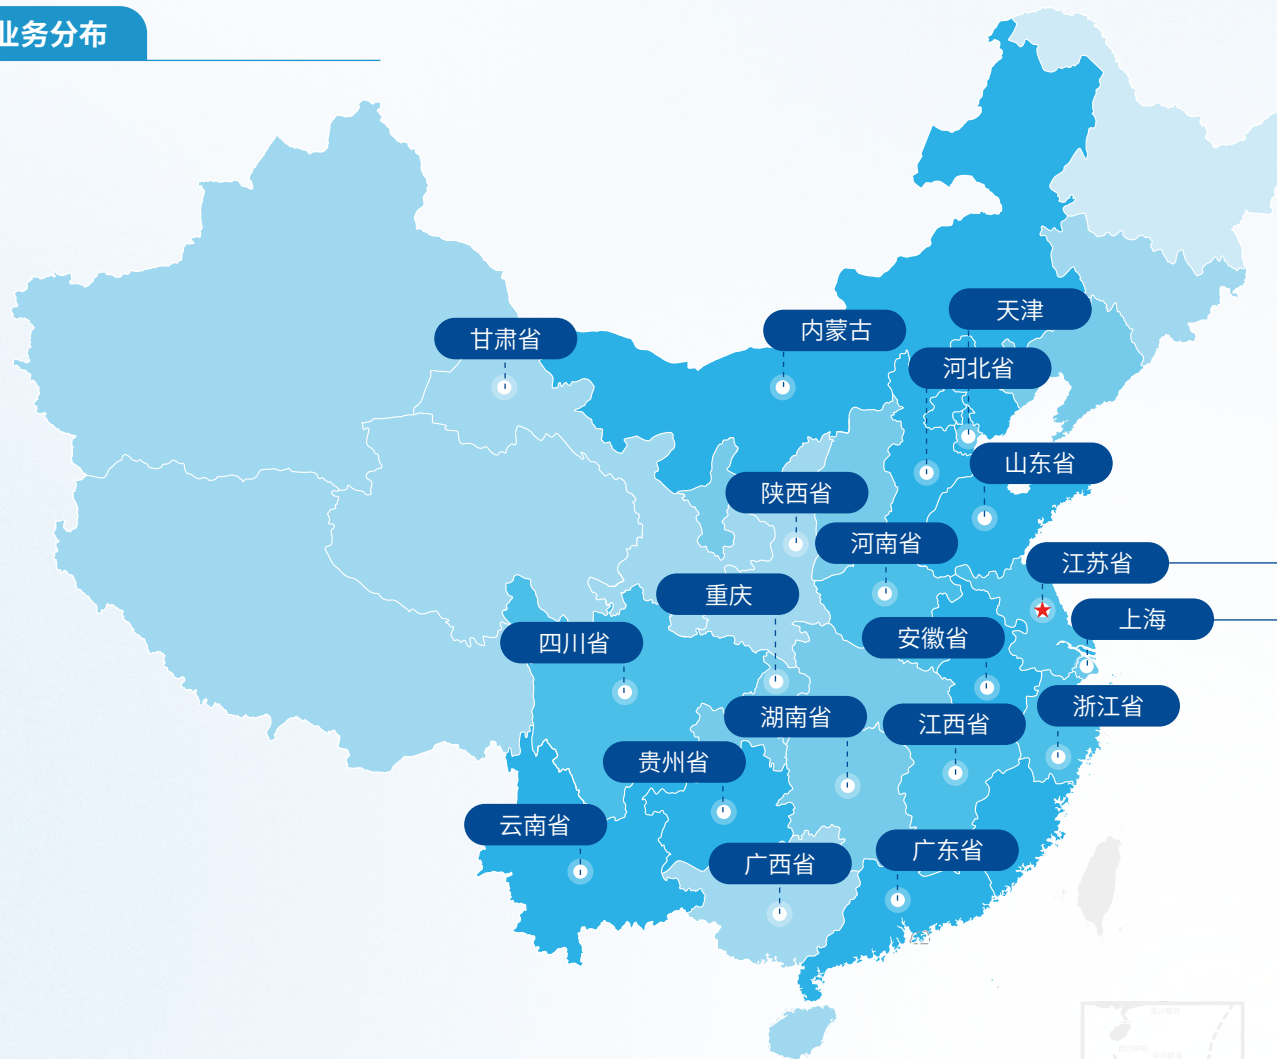 业务分布
天津
内蒙古
甘肃省
河北省
山东省
陕西省
河南省
江苏省
重庆
上海
四川省
安徽省
浙江省
湖南省
江西省
贵州省
云南省
广东省
广西省